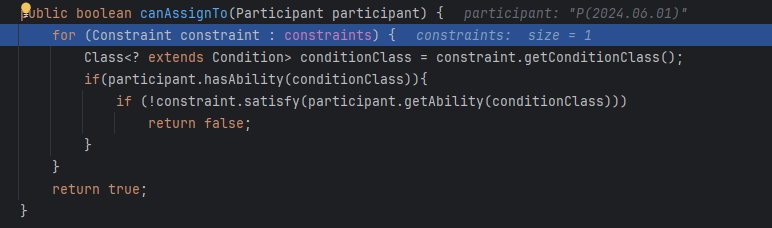 public boolean canAssignTo(Participant participant) {   participant: "P(2024.06.01)"
    for (Constraint constraint : constraints) {   constraints:  size = 1
        Class<? extends Condition> conditionClass = constraint.getConditionClass();
        if(participant.hasAbility(conditionClass)){
            if (!constraint.satisfy(participant.getAbility(conditionClass)))
                return false;
        }
    }
    return true;
}